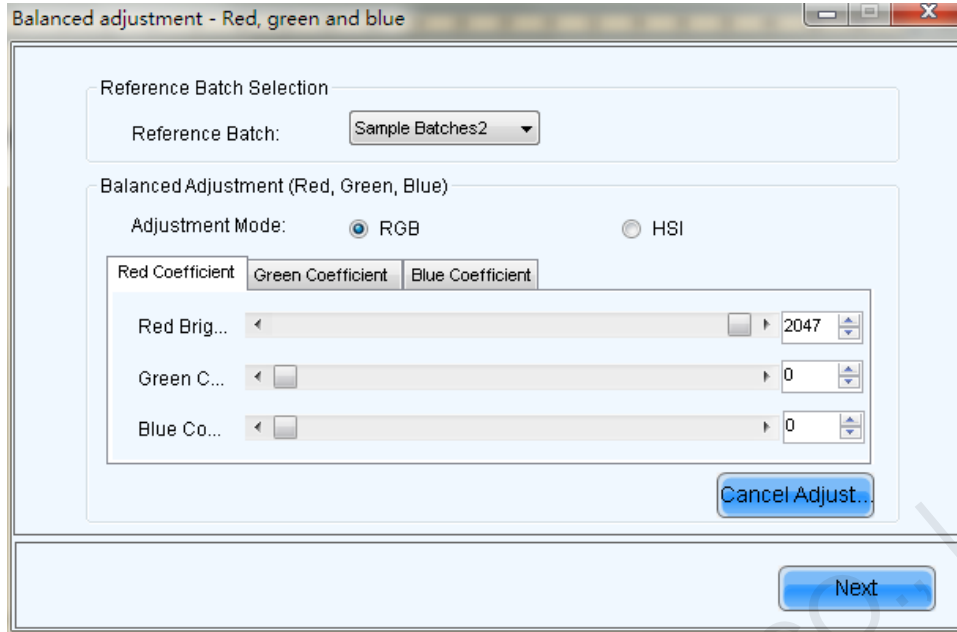 Balanced adjustment - Red, green and blue
Reference Batch Selection
Reference Batch: Sample Batches2
Balanced Adjustment (Red, Green, Blue)
Adjustment Mode: RGB HSI
Red Coefficient Green Coefficient Blue Coefficient
Red Brig... 2047
Green C... 0
Blue Co... 0
Cancel Adjust...
Next